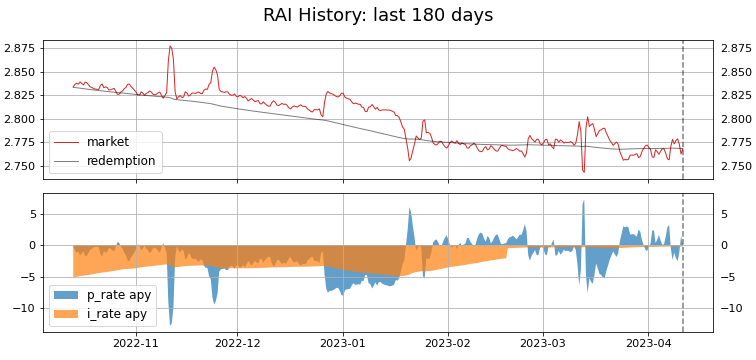 RAI History: last 180 days
2.875 2.875
2.850 2.850
2.825 2.825
2.800 2.800
2.775 2.775
2.750 2.750
market
redemption
5 5
0 0
−5 −5
−10 −10
p_rate apy
i_rate apy
2022-11 2022-12 2023-01 2023-02 2023-03 2023-04